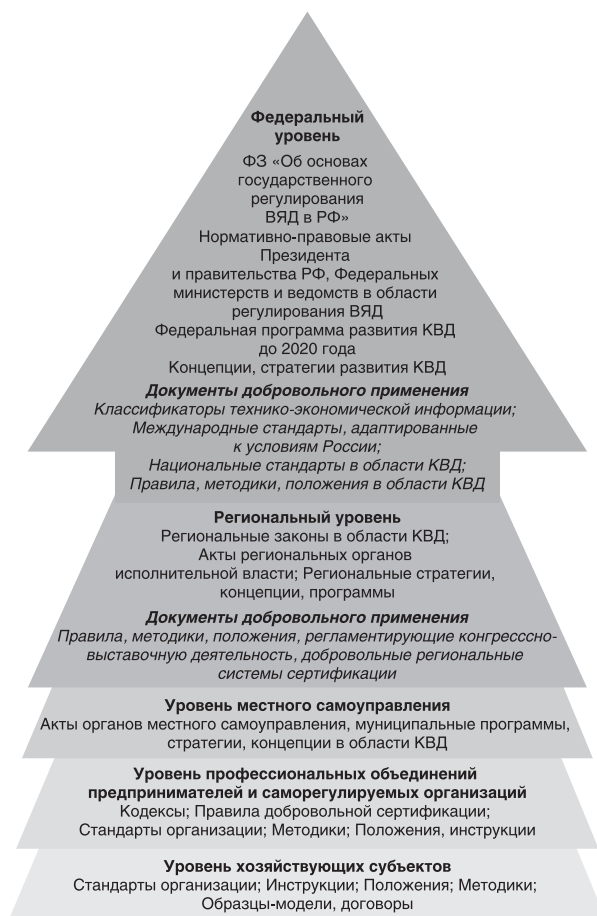 Федеральный
уровень
ФЗ «Об основах
государственного
регулирования
ВЯД в РФ»
Нормативно-правовые акты
Президента
и правительства РФ, Федеральных
министерств и ведомств в области
регулирования ВЯД
Федеральная программа развития КВД
до 2020 года
Концепции, стратегии развития КВД
Документы добровольного применения
Классификаторы технико-экономической информации;
Международные стандарты, адаптированные
к условиям России;
Национальные стандарты в области КВД;
Правила, методики, положения в области КВД
Региональный уровень
Региональные законы в области КВД;
Акты региональных органов
исполнительной власти; Региональные стратегии,
концепции, программы
Документы добровольного применения
Правила, методики, положения, регламентирующие конгресссно-
выставочную деятельность, добровольные региональные
системы сертификации
Уровень местного самоуправления
Акты органов местного самоуправления, муниципальные программы,
стратегии, концепции в области КВД
Уровень профессиональных объединений
предпринимателей и саморегулируемых организаций
Кодексы; Правила добровольной сертификации;
Стандарты организации; Методики; Положения, инструкции
Уровень хозяйствующих субъектов
Стандарты организации; Инструкции; Положения; Методики;
Образцы-модели, договоры